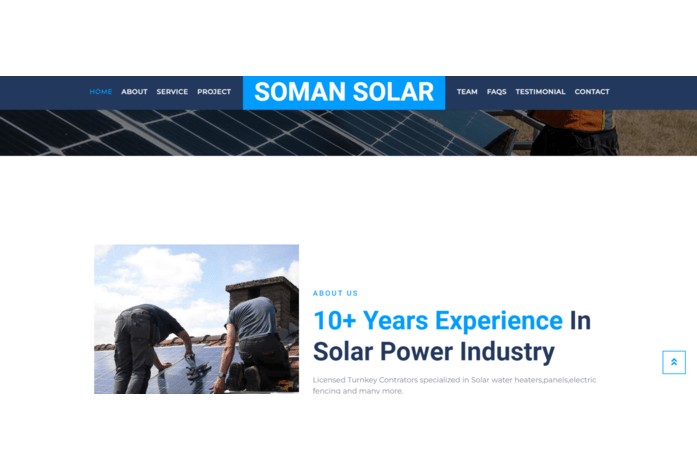 HOME ABOUT SERVICE PROJECT SOMAN SOLAR TEAM FAQS TESTIMONIAL CONTACT
ABOUT US
10+ Years Experience In
Solar Power Industry
Licensed Turnkey Contrators specialized in Solar water heaters,panels,electric
fencing and many more.